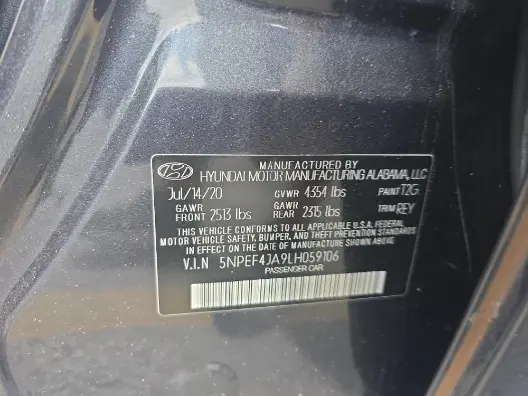 MANUFACTURED BY
HYUNDAI MOTOR MANUFACTURING ALABAMA, LLC
Jul/14/20 GVWR 4354 lbs PAINT T2G
GAWR FRONT 2513 lbs GAWR REAR 2315 lbs TRIM REY
THIS VEHICLE CONFORMS TO ALL APPLICABLE U.S.A. FEDERAL
MOTOR VEHICLE SAFETY, BUMPER, AND THEFT PREVENTION
STANDARDS IN EFFECT ON THE DATE OF MANUFACTURE SHOWN ABOVE.
V.I.N 5NPEF4JA9LH059106
PASSENGER CAR